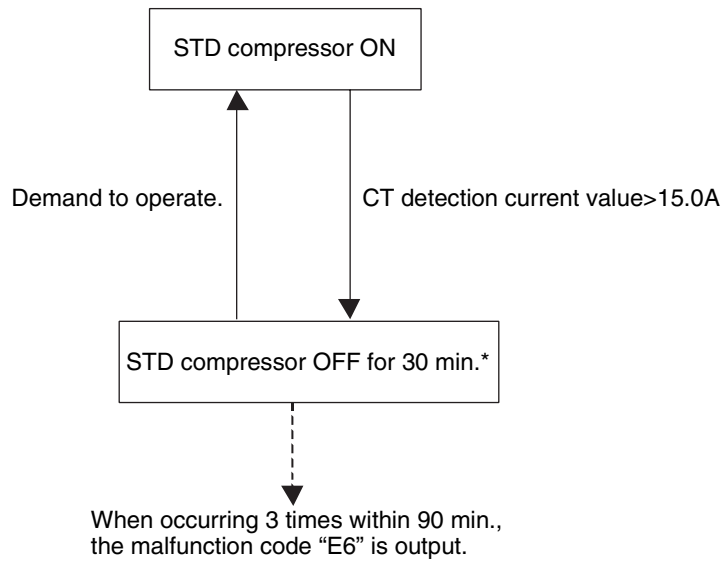 STD compressor ON
Demand to operate.
CT detection current value>15.0A
STD compressor OFF for 30 min.*
When occurring 3 times within 90 min.,
the malfunction code “E6” is output.